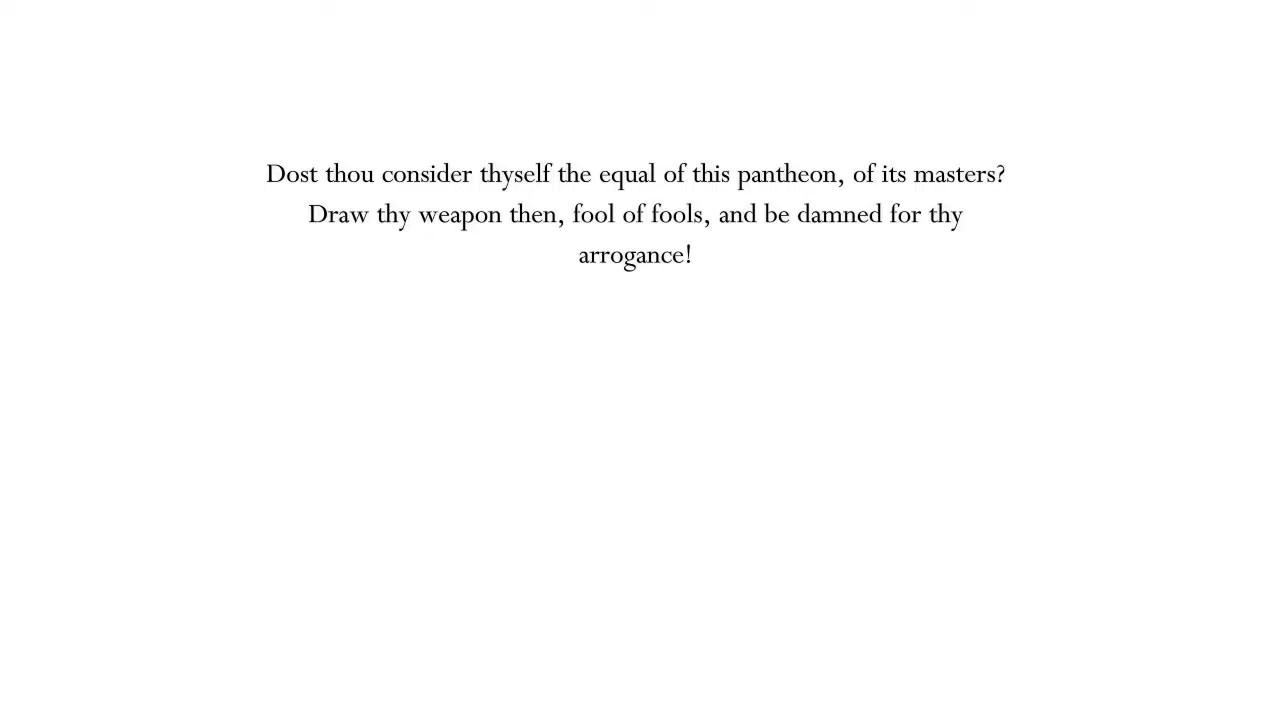 Dost thou consider thyself the equal of this pantheon, of its masters?
Draw thy weapon then, fool of fools, and be damned for thy
arrogance!